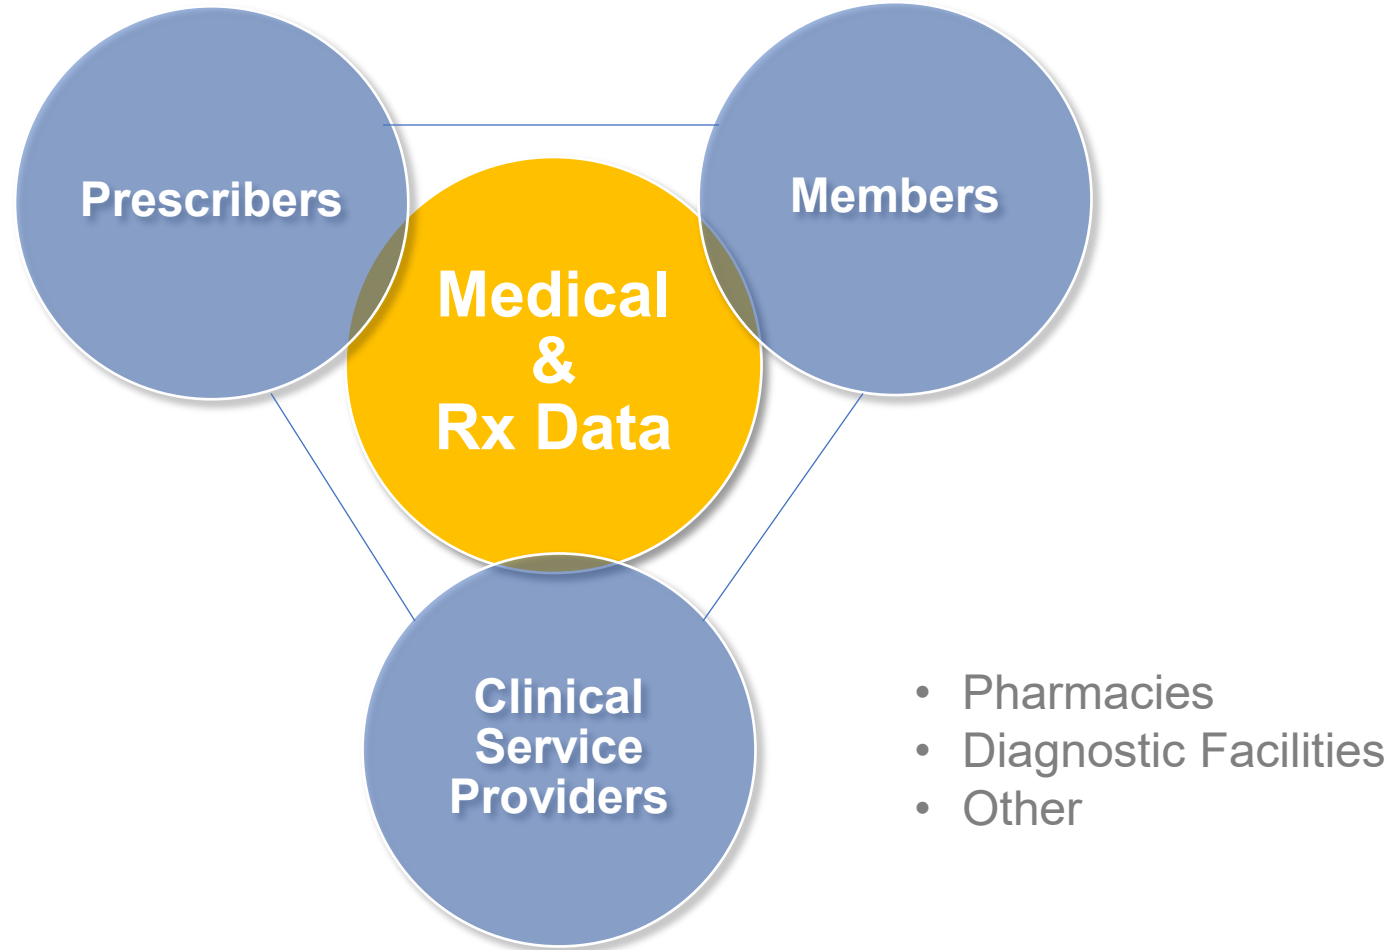 Prescribers
Members
Medical
&
Rx Data
Clinical
Service
Providers
• Pharmacies
• Diagnostic Facilities
• Other